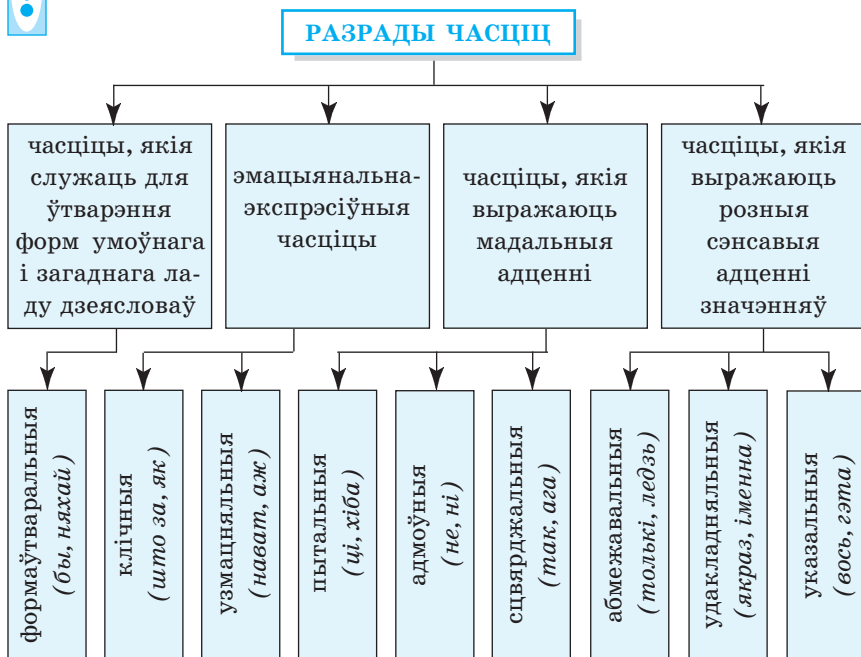 РАЗРАДЫ ЧАСЦІЦ
часціцы, якія
служаць для
ўтварэння
форм умоўнага
і загаднага ла-
ду дзеясловаў
эмацыянальна-
экспрэсіўныя
часціцы
часціцы, якія
выражаюць
мадальныя
адценні
часціцы, якія
выражаюць
розныя
сэнсавыя
адценні
значэнняў
формаўтваральныя
(бы, няхай)
клічныя
(што за, як)
узмацняльныя
(нават, аж)
пытальныя
(ці, хіба)
адмоўныя
(не, ні)
сцвярджальныя
(так, ага)
абмежавальныя
(толькі, ледзь)
удакладняльныя
(якраз, іменна)
указальныя
(вось, гэта)